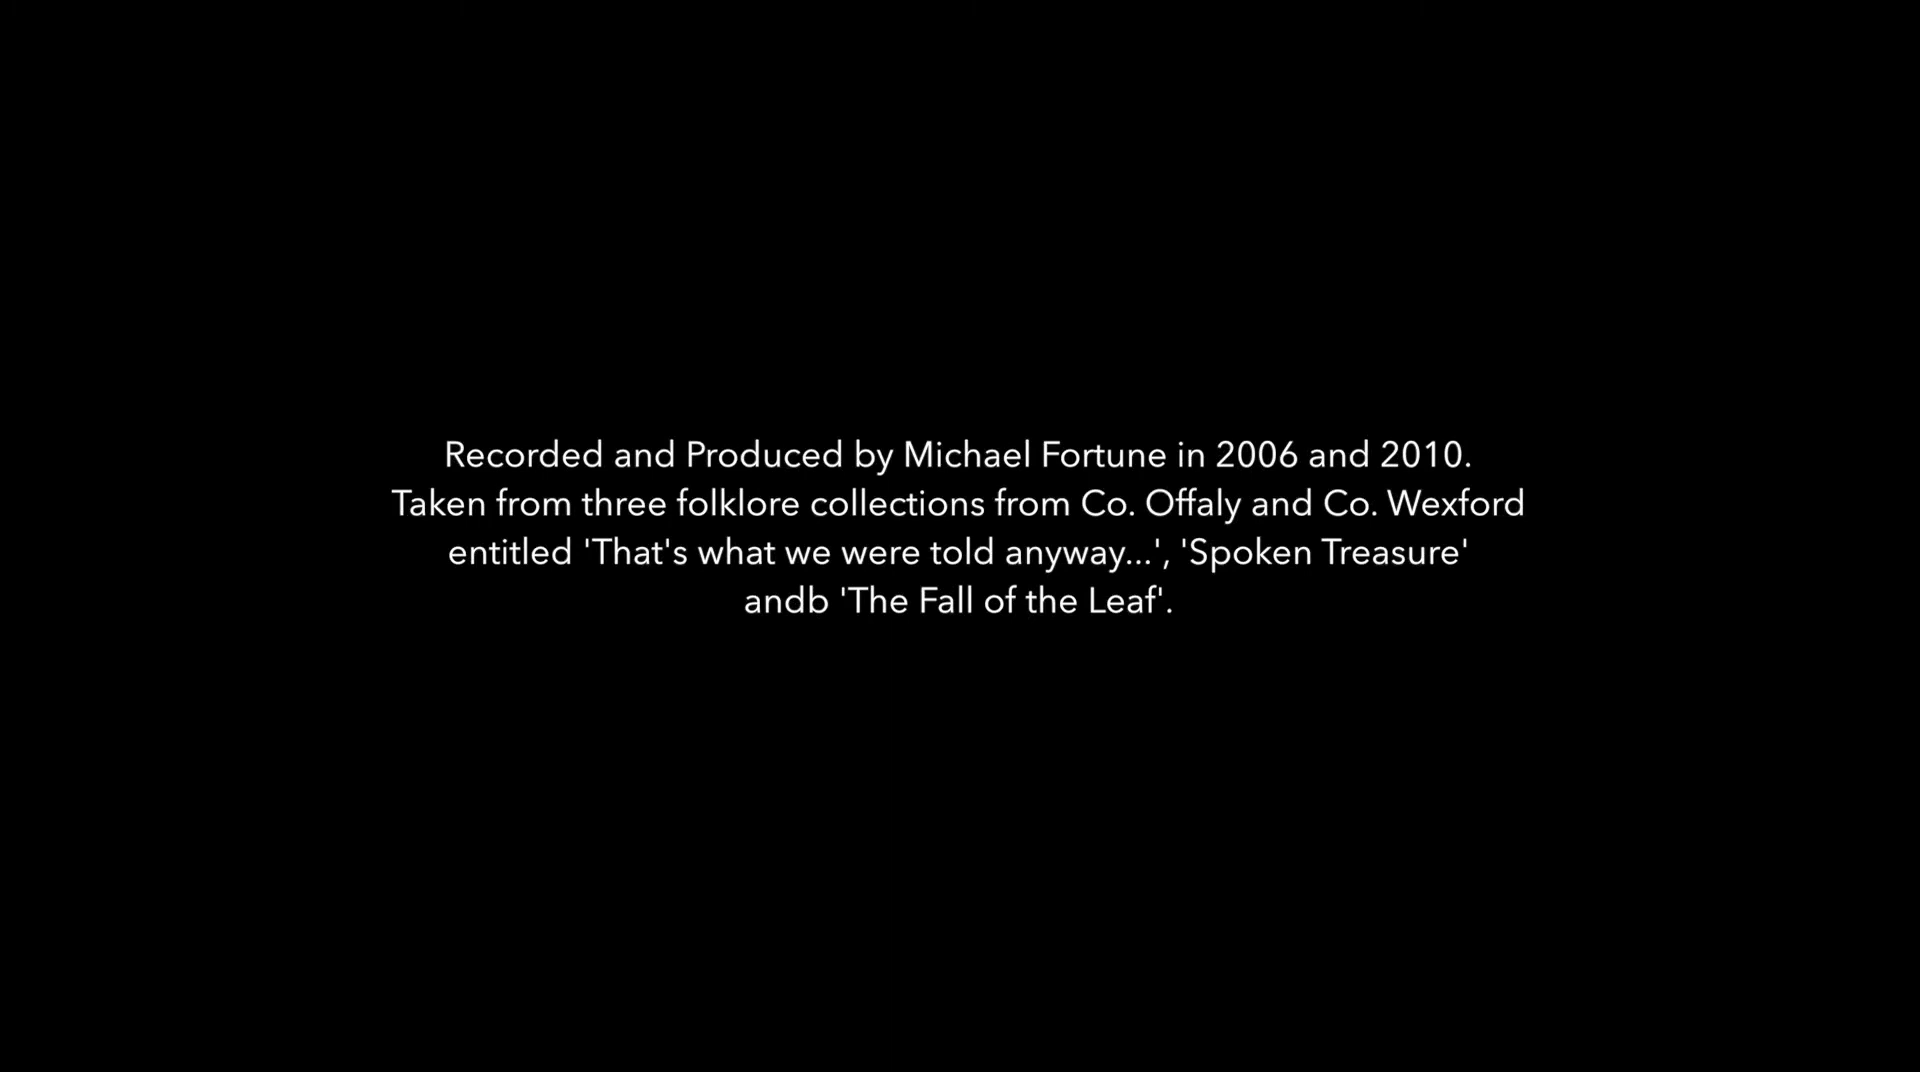 Recorded and Produced by Michael Fortune in 2006 and 2010.
Taken from three folklore collections from Co. Offaly and Co. Wexford
entitled 'That's what we were told anyway...', 'Spoken Treasure'
andb 'The Fall of the Leaf'.